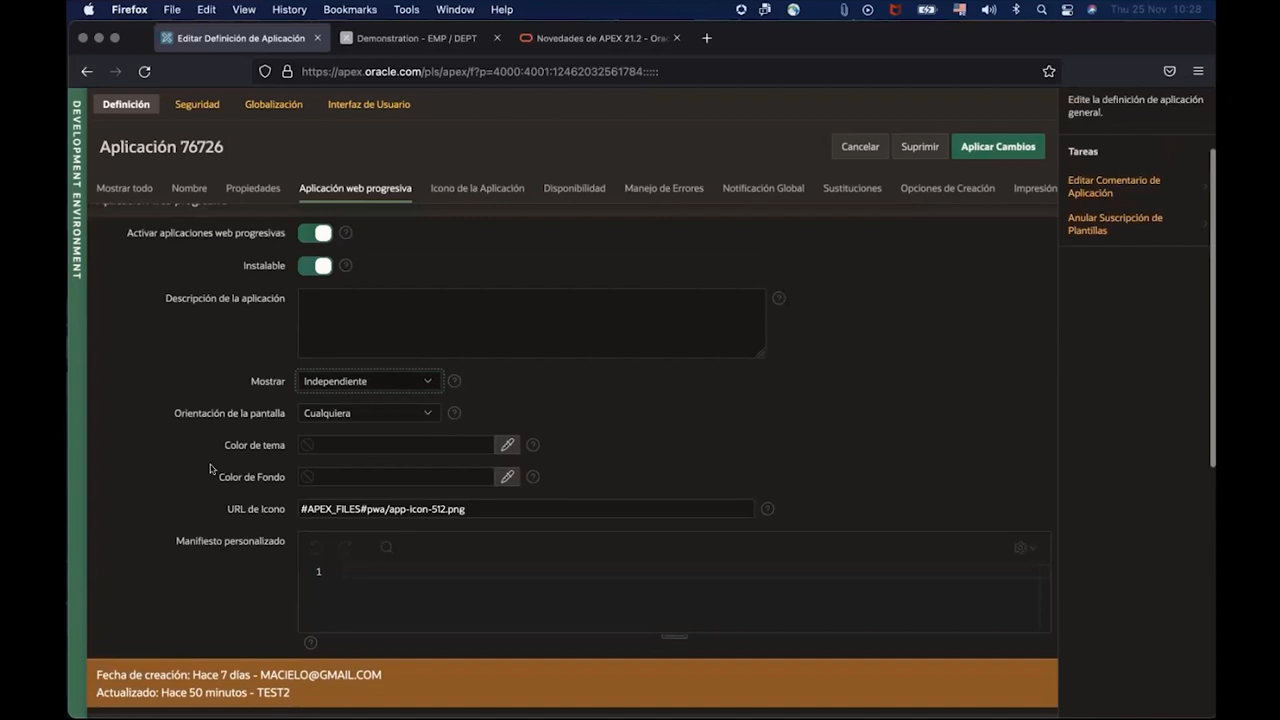 Firefox File Edit View History Bookmarks Tools Window Help Thu 25 Nov 10:28
Editar Definición de Aplicación Demonstration - EMP / DEPT Novedades de APEX 21.2 - Ora
https://apex.oracle.com/pls/apex/f?p=4000:4001:12462032561784:::::
DEVELOPMENT ENVIRONMENT
Definición Seguridad Globalización Interfaz de Usuario
Aplicación 76726
Cancelar Suprimir Aplicar Cambios
Mostrar todo Nombre Propiedades Aplicación web progresiva Icono de la Aplicación Disponibilidad Manejo de Errores Notificación Global Sustituciones Opciones de Creación Impresión
Activar aplicaciones web progresivas
Instalable
Descripción de la aplicación
Mostrar Independiente
Orientación de la pantalla Cualquiera
Color de tema
Color de Fondo
URL de Icono #APEX_FILES#pwa/app-icon-512.png
Manifiesto personalizado
1
Fecha de creación: Hace 7 días - MACIELO@GMAIL.COM
Actualizado: Hace 50 minutos - TEST2
Edite la definición de aplicación
general.
Tareas
Editar Comentario de
Aplicación
Anular Suscripción de
Plantillas